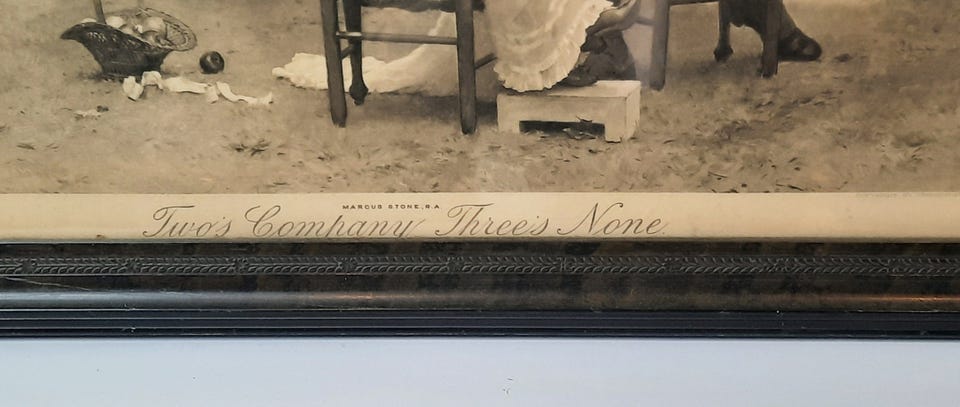 MARCUS STONE, R.A.
Two's Company Three's None.